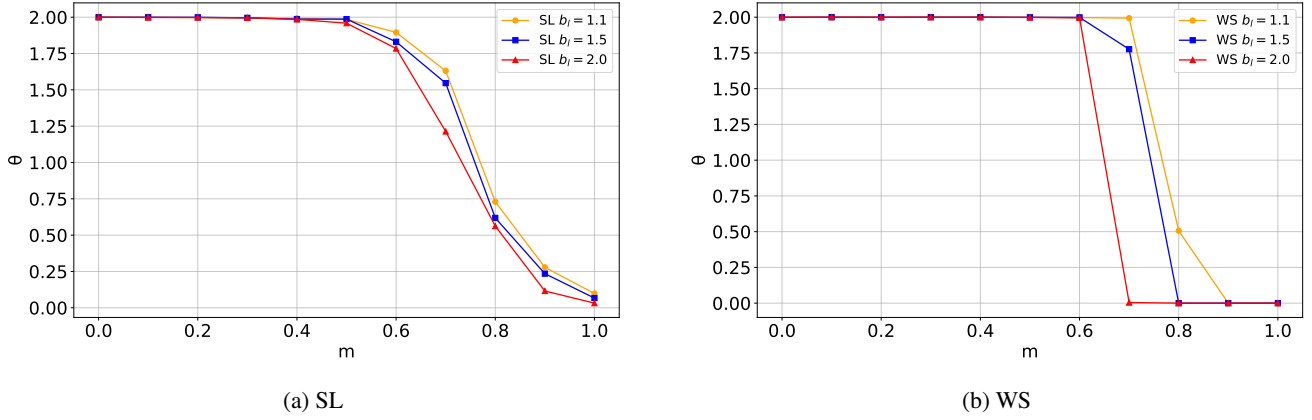 2.00
1.75
1.50
1.25
1.00
0.75
0.50
0.25
0.00
θ
0.0 0.2 0.4 0.6 0.8 1.0
m
SL b_l = 1.1
SL b_l = 1.5
SL b_l = 2.0
(a) SL
2.00
1.75
1.50
1.25
1.00
0.75
0.50
0.25
0.00
θ
0.0 0.2 0.4 0.6 0.8 1.0
m
WS b_l = 1.1
WS b_l = 1.5
WS b_l = 2.0
(b) WS